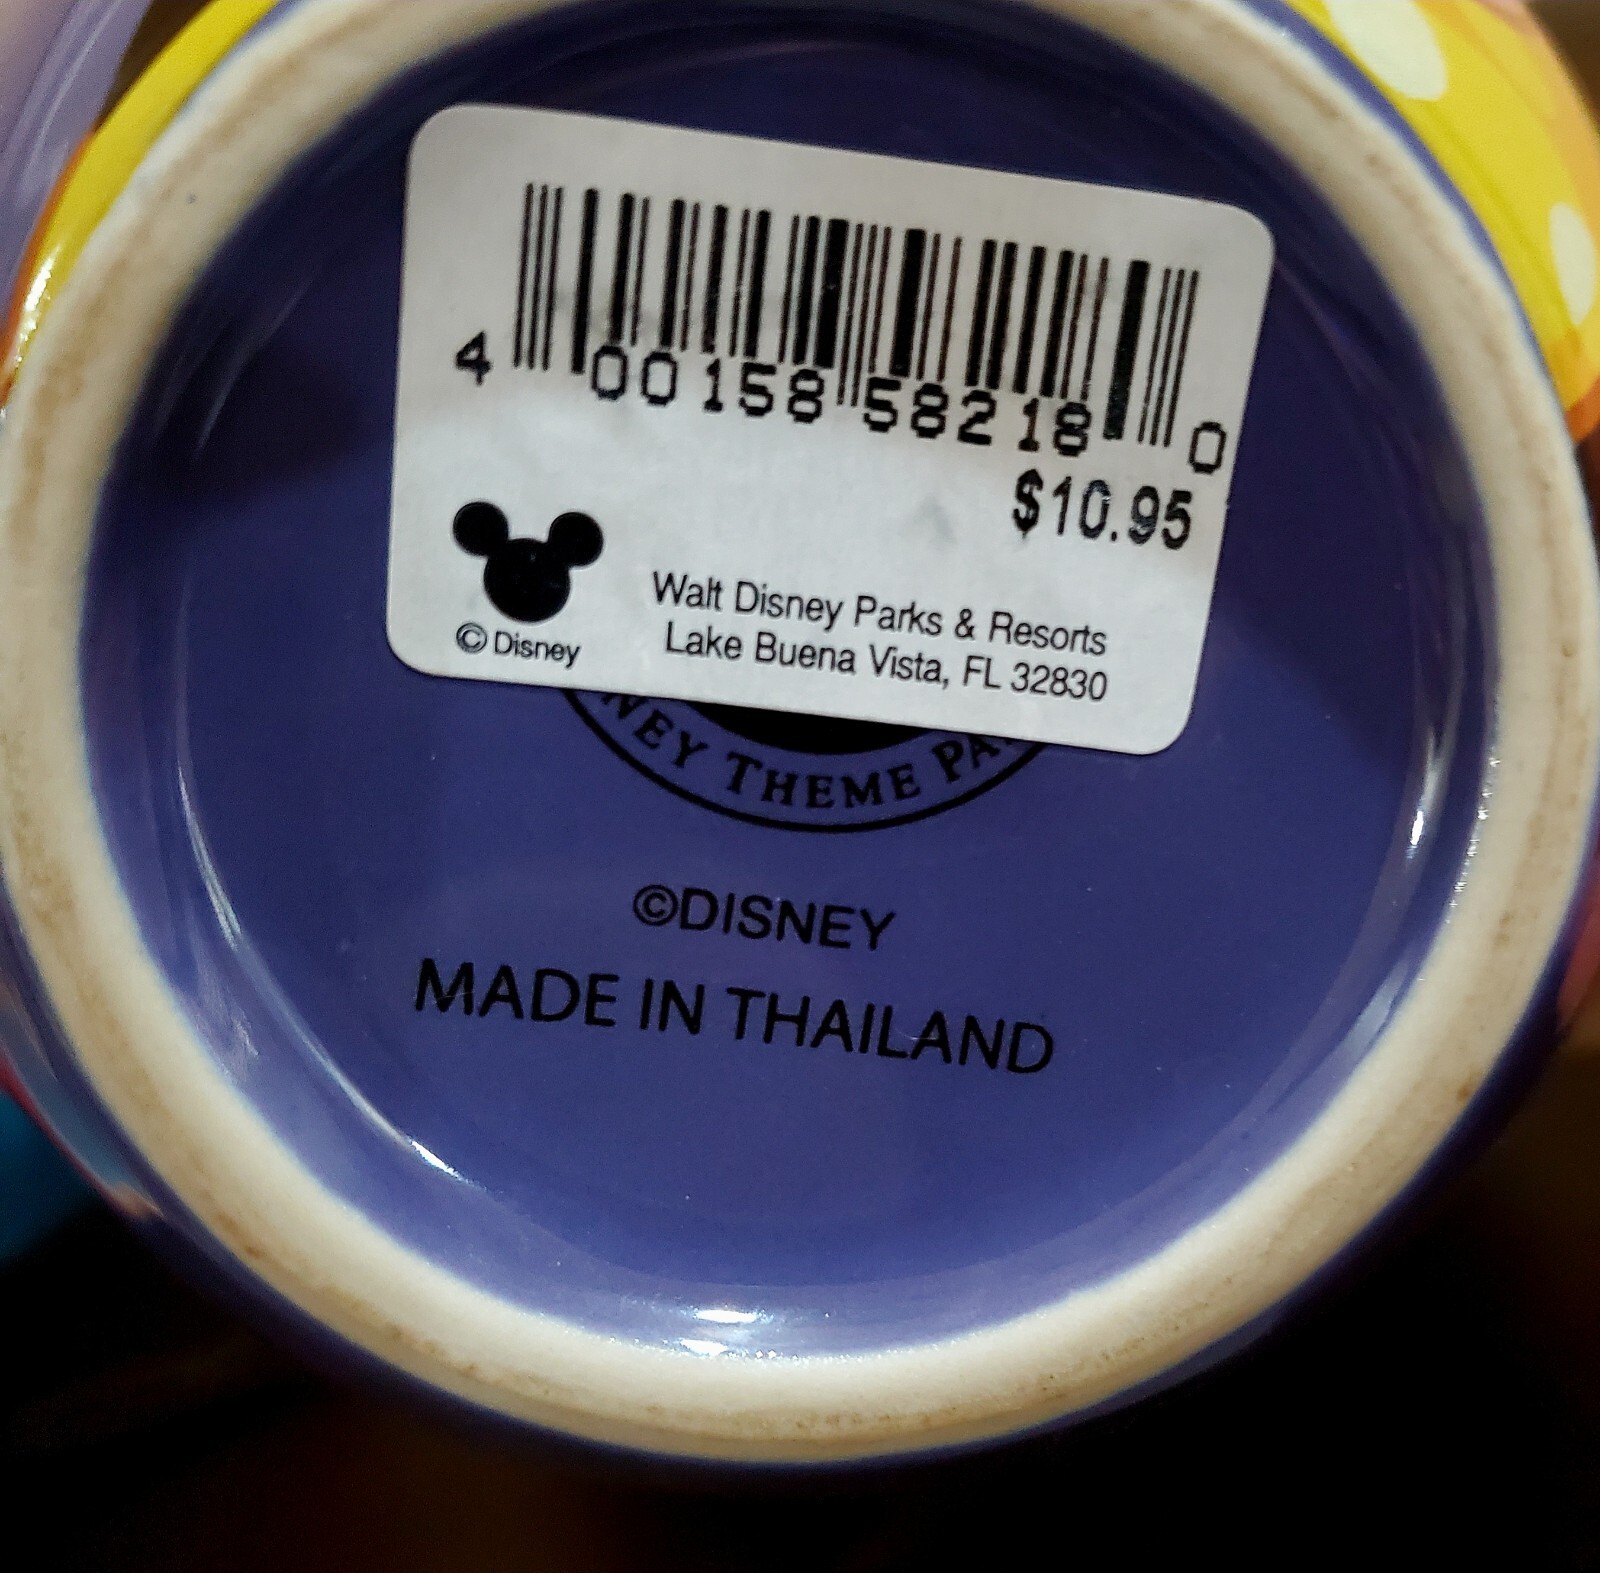 4 00158 58218 0
$10.95
©Disney
Walt Disney Parks & Resorts
Lake Buena Vista, FL 32830
THEME
©DISNEY
MADE IN THAILAND